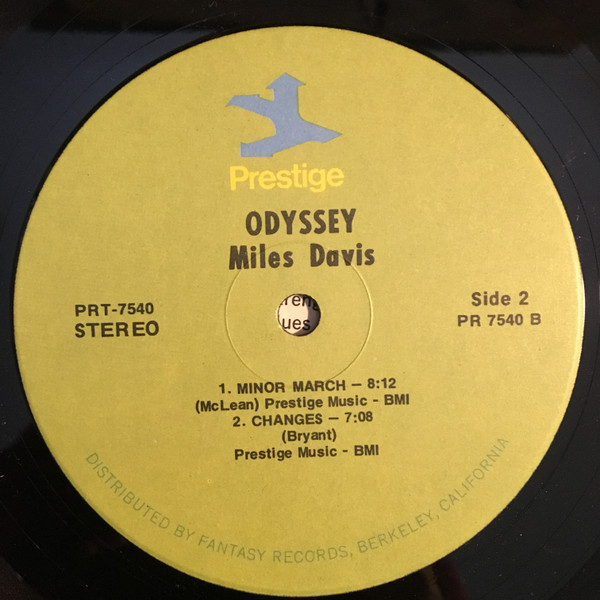 Prestige
ODYSSEY
Miles Davis
PRT-7540
STEREO
Side 2
PR 7540 B
1. MINOR MARCH – 8:12
(McLean) Prestige Music - BMI
2. CHANGES – 7:08
(Bryant)
Prestige Music - BMI
DISTRIBUTED BY FANTASY RECORDS, BERKELEY, CALIFORNIA